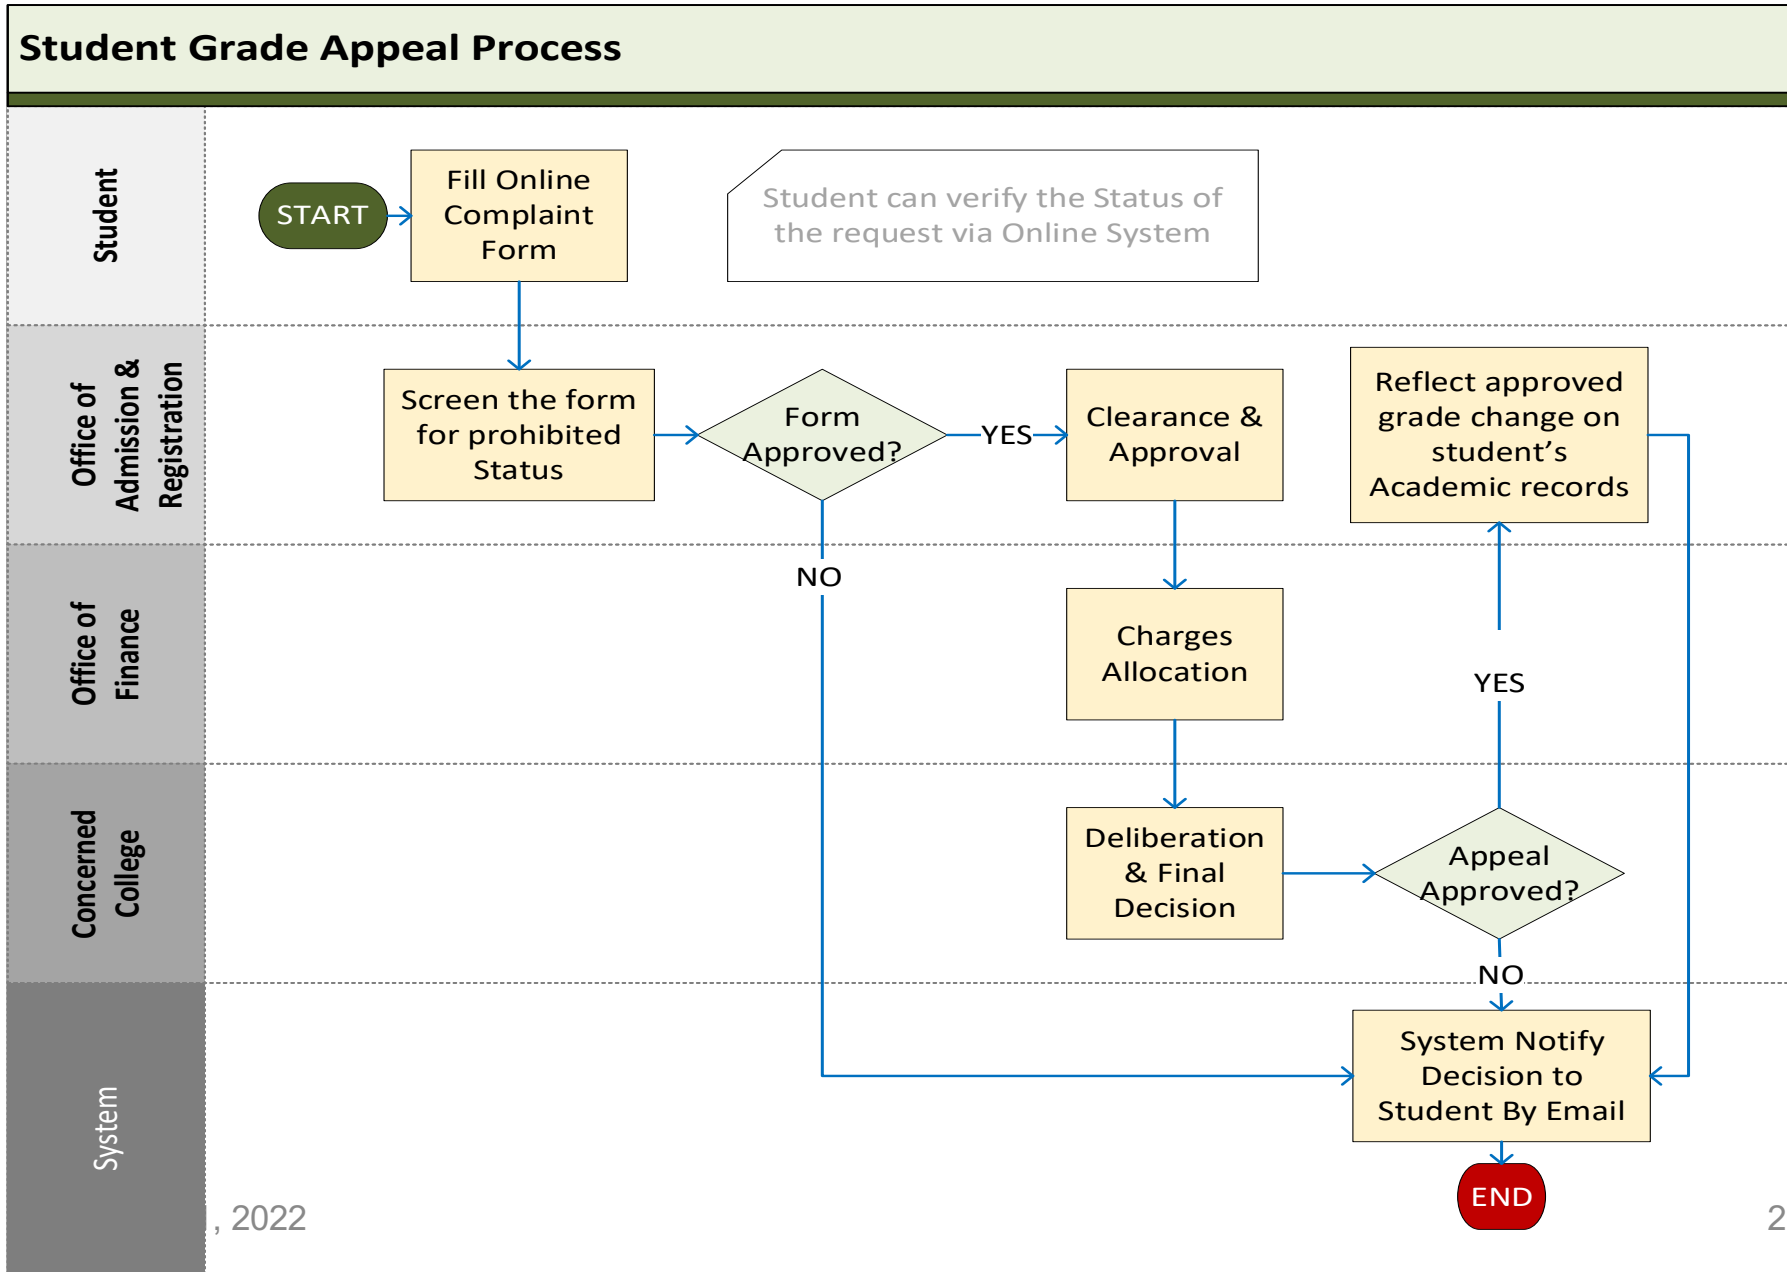 Student Grade Appeal Process
Student
START
Fill Online
Complaint
Form
Student can verify the Status of
the request via Online System
Office of
Admission &
Registration
Screen the form
for prohibited
Status
Form
Approved?
YES
Clearance &
Approval
Reflect approved
grade change on
student’s
Academic records
NO
Office of
Finance
Charges
Allocation
YES
Concerned
College
Deliberation
& Final
Decision
Appeal
Approved?
NO
System
System Notify
Decision to
Student By Email
END
, 2022
2